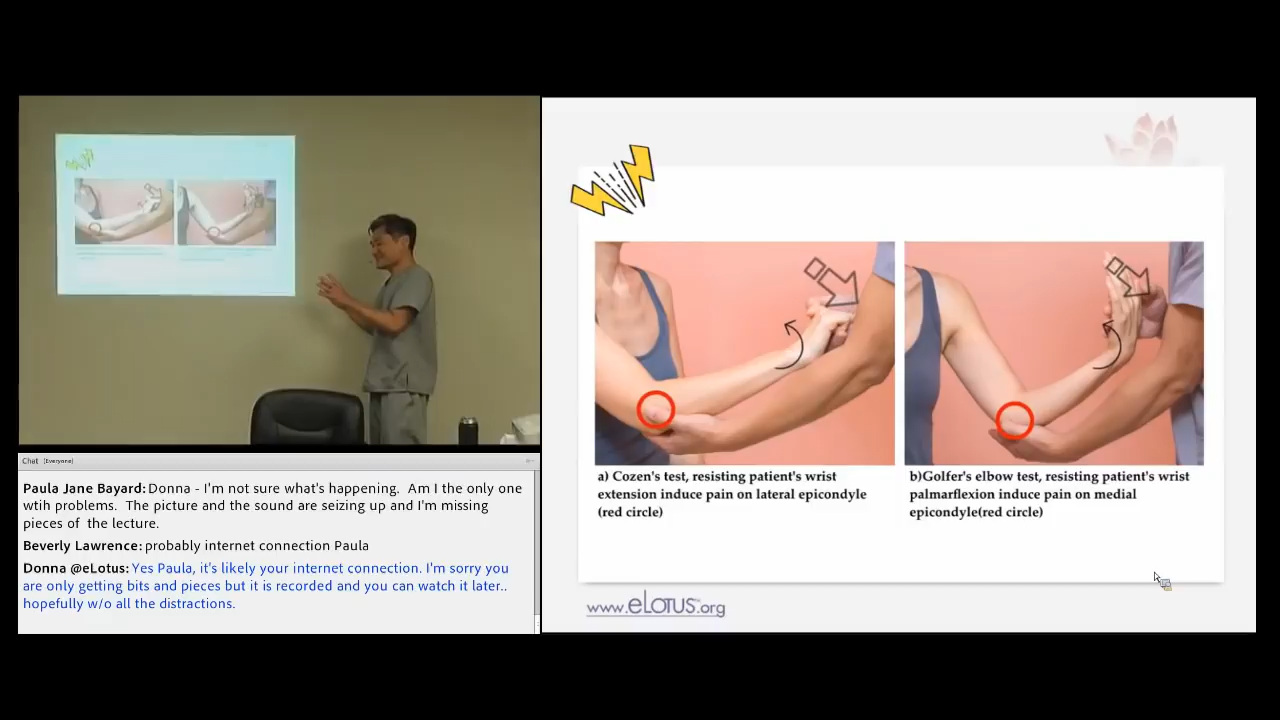 a) Cozen's test, resisting patient's wrist
extension induce pain on lateral epicondyle
(red circle)
b)Golfer's elbow test, resisting patient's wrist
palmarflexion induce pain on medial
epicondyle(red circle)
www.eLOTUS.org
Chat (Everyone)
Paula Jane Bayard: Donna - I'm not sure what's happening. Am I the only one
wtih problems. The picture and the sound are seizing up and I'm missing
pieces of the lecture.
Beverly Lawrence: probably internet connection Paula
Donna @eLotus: Yes Paula, it's likely your internet connection. I'm sorry you
are only getting bits and pieces but it is recorded and you can watch it later..
hopefully w/o all the distractions.